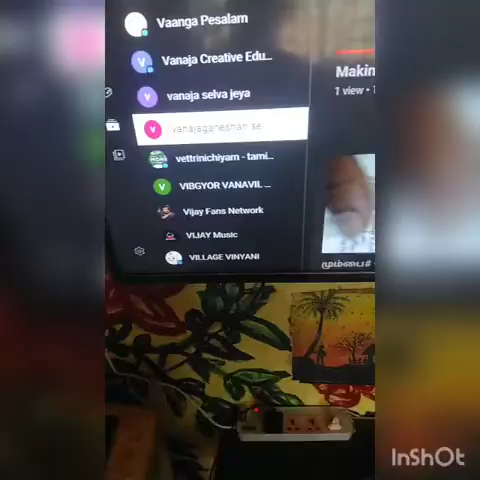 Vaanga Pesalam
V Vanaja Creative Edu...
V vanaja selva jeya
V vanajaganeshan sel
vettrinichiyam - tami...
V VIBGYOR VANAVIL ...
Vijay Fans Network
VIJAY Music
VILLAGE VINYANI
Makin
1 view • 1
மும்பை #
InShOt